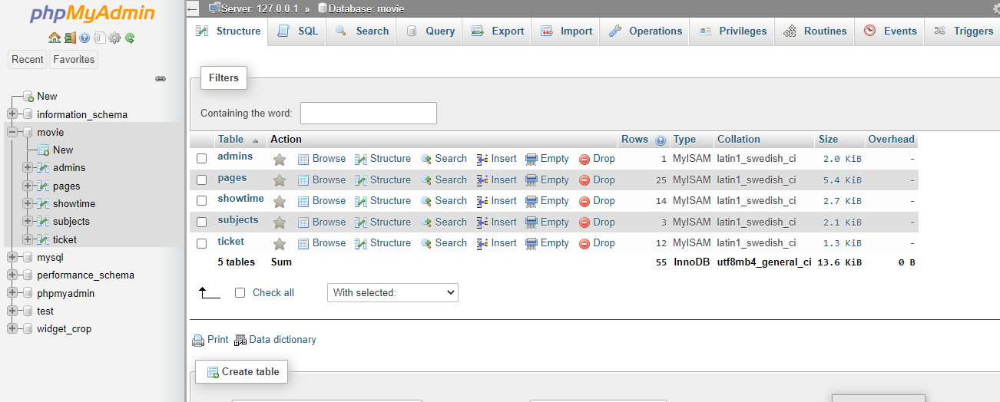 phpMyAdmin
Recent Favorites
New
information_schema
movie
New
admins
pages
showtime
subjects
ticket
mysql
performance_schema
phpmyadmin
test
widget_crop
Server: 127.0.0.1 » Database: movie
Structure SQL Search Query Export Import Operations Privileges Routines Events Triggers
Filters
Containing the word:
Table Action Rows Type Collation Size Overhead
admins Browse Structure Search Insert Empty Drop 1 MyISAM latin1_swedish_ci 2.0 KiB -
pages Browse Structure Search Insert Empty Drop 25 MyISAM latin1_swedish_ci 5.4 KiB -
showtime Browse Structure Search Insert Empty Drop 14 MyISAM latin1_swedish_ci 2.7 KiB -
subjects Browse Structure Search Insert Empty Drop 3 MyISAM latin1_swedish_ci 2.1 KiB -
ticket Browse Structure Search Insert Empty Drop 12 MyISAM latin1_swedish_ci 1.3 KiB -
5 tables Sum 55 InnoDB utf8mb4_general_ci 13.6 KiB 0 B
Check all With selected:
Print Data dictionary
Create table